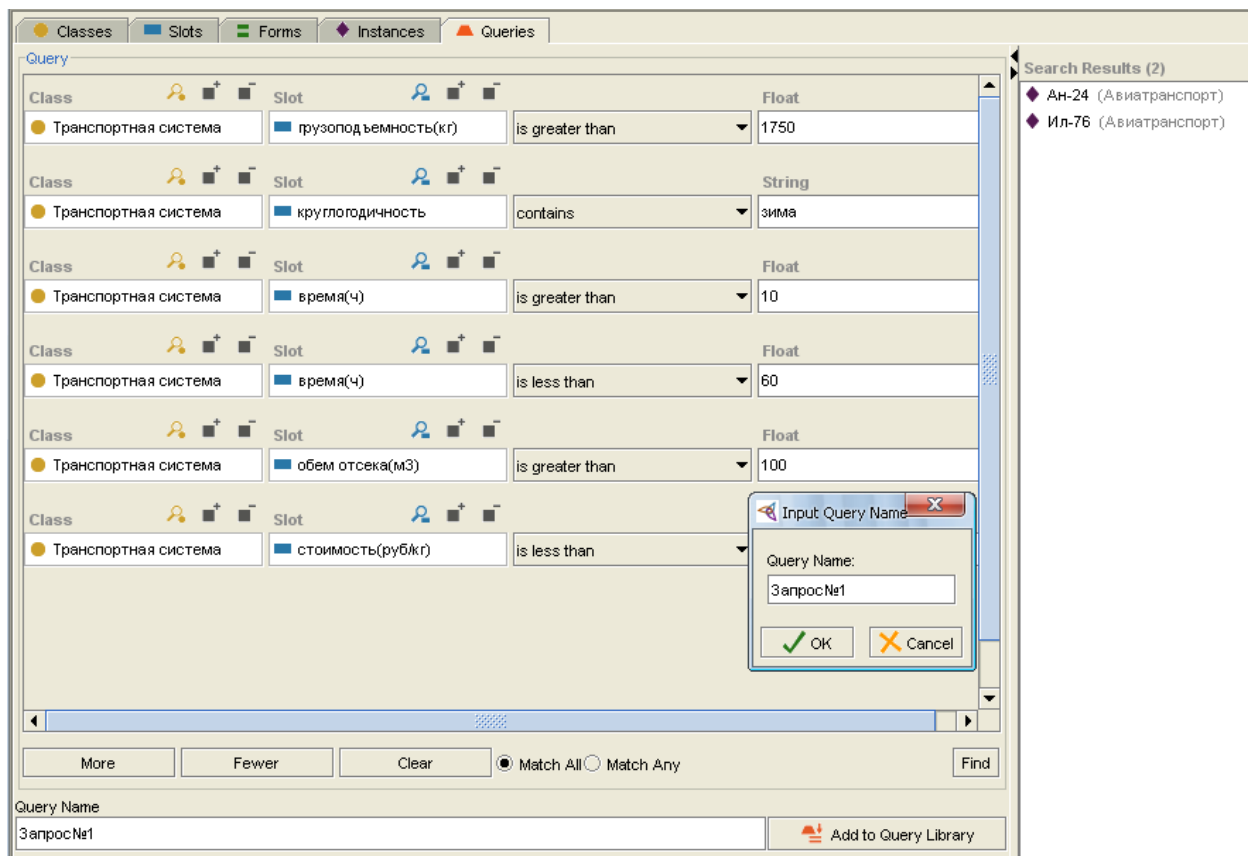 Classes Slots Forms Instances Queries
Query
Class Slot Float
Транспортная система грузоподъемность(кг) is greater than 1750
Class Slot String
Транспортная система круглогодичность contains зима
Class Slot Float
Транспортная система время(ч) is greater than 10
Class Slot Float
Транспортная система время(ч) is less than 60
Class Slot Float
Транспортная система обем отсека(м3) is greater than 100
Class Slot
Транспортная система стоимость(руб/кг) is less than
Input Query Name
Query Name:
Запрос№1
OK Cancel
More Fewer Clear Match All Match Any Find
Query Name
Запрос№1 Add to Query Library
Search Results (2)
Ан-24 (Авиатранспорт)
Ил-76 (Авиатранспорт)